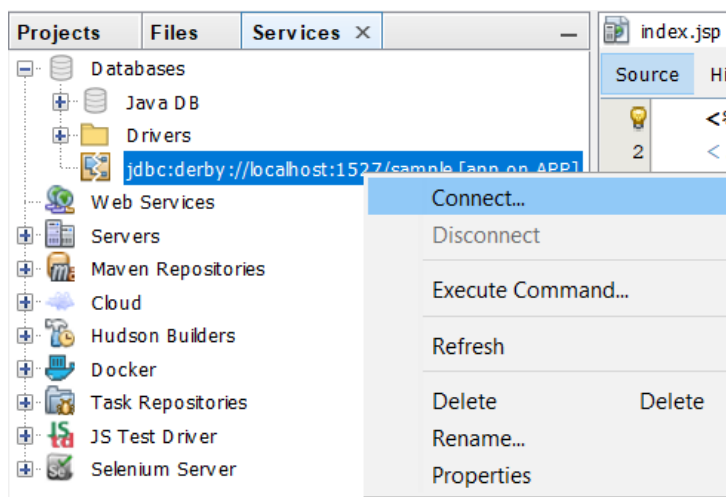 Projects Files Services ×
index.jsp
Databases
Source Hi
Java DB
Drivers
2 <
jdbc:derby://localhost:1527/sample [app on APP]
Web Services
Connect...
Servers
Disconnect
Maven Repositories
Cloud
Execute Command...
Hudson Builders
Refresh
Docker
Task Repositories
Delete Delete
JS Test Driver
Rename...
Selenium Server
Properties